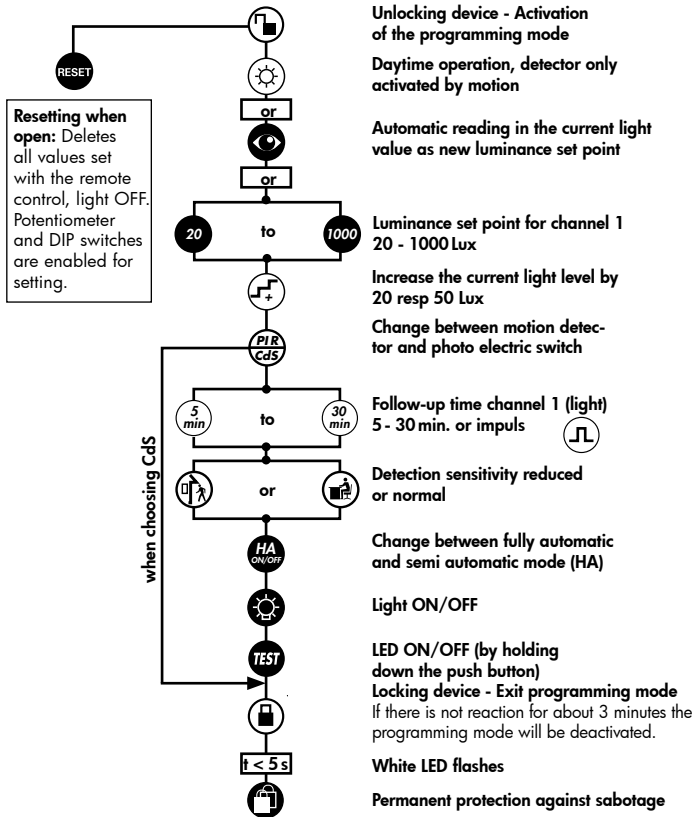 Unlocking device - Activation
of the programming mode
RESET
Daytime operation, detector only
activated by motion
or
Resetting when
open: Deletes
all values set
with the remote
control, light OFF.
Potentiometer
and DIP switches
are enabled for
setting.
Automatic reading in the current light
value as new luminance set point
or
20
to
1000
Luminance set point for channel 1
20 - 1000 Lux
+
Increase the current light level by
20 resp 50 Lux
PIR
CdS
Change between motion detec-
tor and photo electric switch
5
min
to
30
min
Follow-up time channel 1 (light)
5 - 30 min. or impuls
when choosing CdS
or
Detection sensitivity reduced
or normal
HA
ON/OFF
Change between fully automatic
and semi automatic mode (HA)
Light ON/OFF
TEST
LED ON/OFF (by holding
down the push button)
Locking device - Exit programming mode
If there is not reaction for about 3 minutes the
programming mode will be deactivated.
t < 5 s
White LED flashes
Permanent protection against sabotage